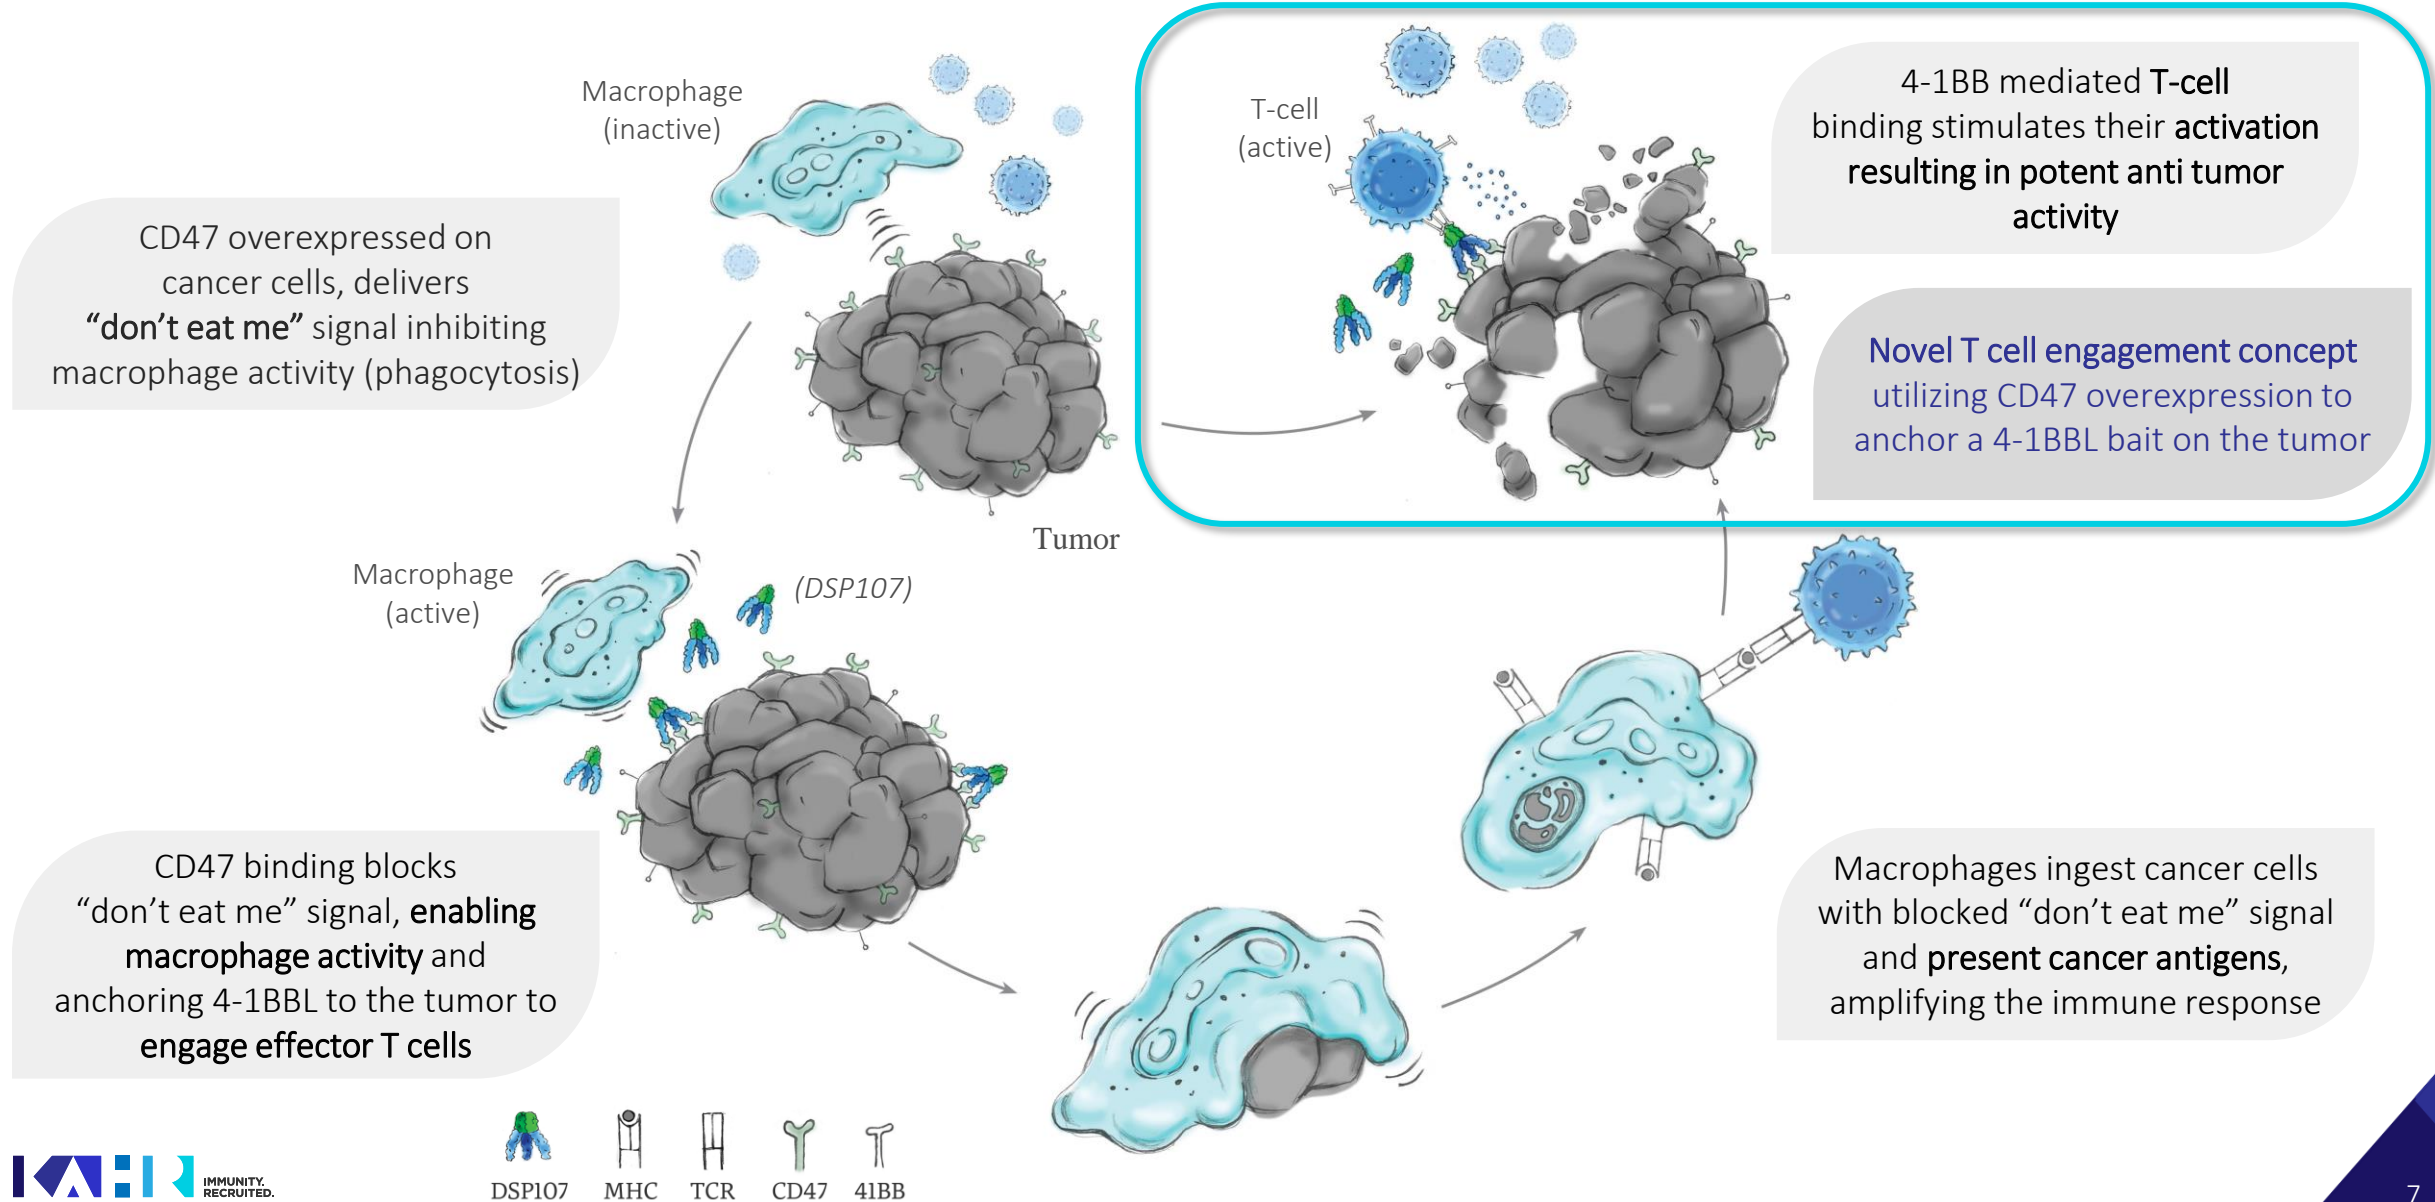 Macrophage
(inactive)
CD47 overexpressed on
cancer cells, delivers
“don’t eat me” signal inhibiting
macrophage activity (phagocytosis)
T-cell
(active)
4-1BB mediated T-cell
binding stimulates their activation
resulting in potent anti tumor
activity
Novel T cell engagement concept
utilizing CD47 overexpression to
anchor a 4-1BBL bait on the tumor
Tumor
Macrophage
(active)
(DSP107)
CD47 binding blocks
“don’t eat me” signal, enabling
macrophage activity and
anchoring 4-1BBL to the tumor to
engage effector T cells
Macrophages ingest cancer cells
with blocked “don’t eat me” signal
and present cancer antigens,
amplifying the immune response
KAHR
IMMUNITY.
RECRUITED.
DSP107 MHC TCR CD47 41BB
7